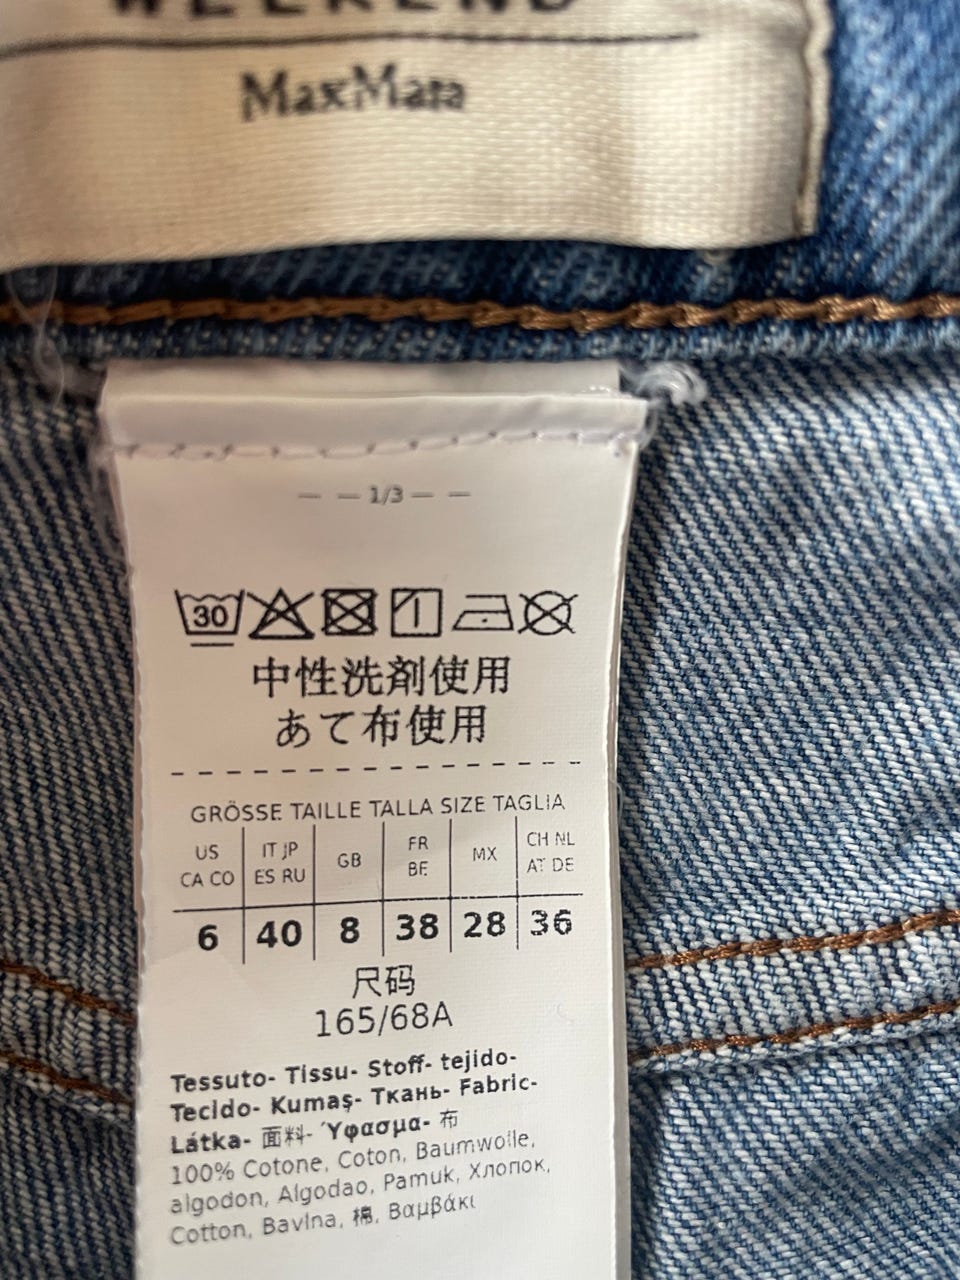 WEEKEND
MaxMara
— — 1/3 — —
30
中性洗剤使用
あて布使用
GRÖSSE TAILLE TALLA SIZE TAGLIA
US IT JP GB FR MX CH NL
CA CO ES RU BE AT DE
6 40 8 38 28 36
尺码
165/68A
Tessuto- Tissu- Stoff- tejido-
Tecido- Kumaş- Ткань- Fabric-
Látka- 面料- Ύφασμα- 布
100% Cotone, Coton, Baumwolle,
algodon, Algodao, Pamuk, Хлопок,
Cotton, Bavlna, 棉, Βαμβάκι